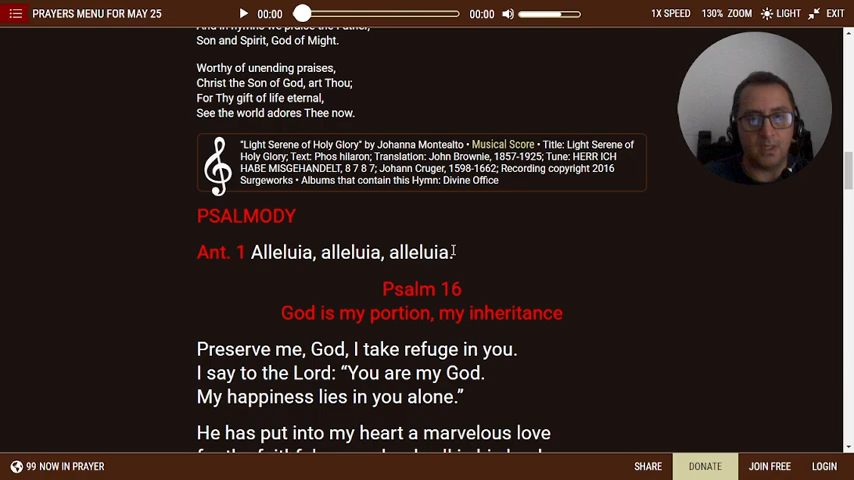 PRAYERS MENU FOR MAY 25
00:00
00:00
1X SPEED
130% ZOOM
LIGHT
EXIT
And in hymns we praise the Father,
Son and Spirit, God of Might.
Worthy of unending praises,
Christ the Son of God, art Thou;
For Thy gift of life eternal,
See the world adores Thee now.
"Light Serene of Holy Glory" by Johanna Montealto • Musical Score • Title: Light Serene of
Holy Glory; Text: Phos hilaron; Translation: John Brownie, 1857-1925; Tune: HERR ICH
HABE MISGEHANDELT, 8 7 8 7; Johann Cruger, 1598-1662; Recording copyright 2016
Surgeworks • Albums that contain this Hymn: Divine Office
PSALMODY
Ant. 1 Alleluia, alleluia, alleluia.
Psalm 16
God is my portion, my inheritance
Preserve me, God, I take refuge in you.
I say to the Lord: “You are my God.
My happiness lies in you alone.”
He has put into my heart a marvelous love
99 NOW IN PRAYER
SHARE
DONATE
JOIN FREE
LOGIN